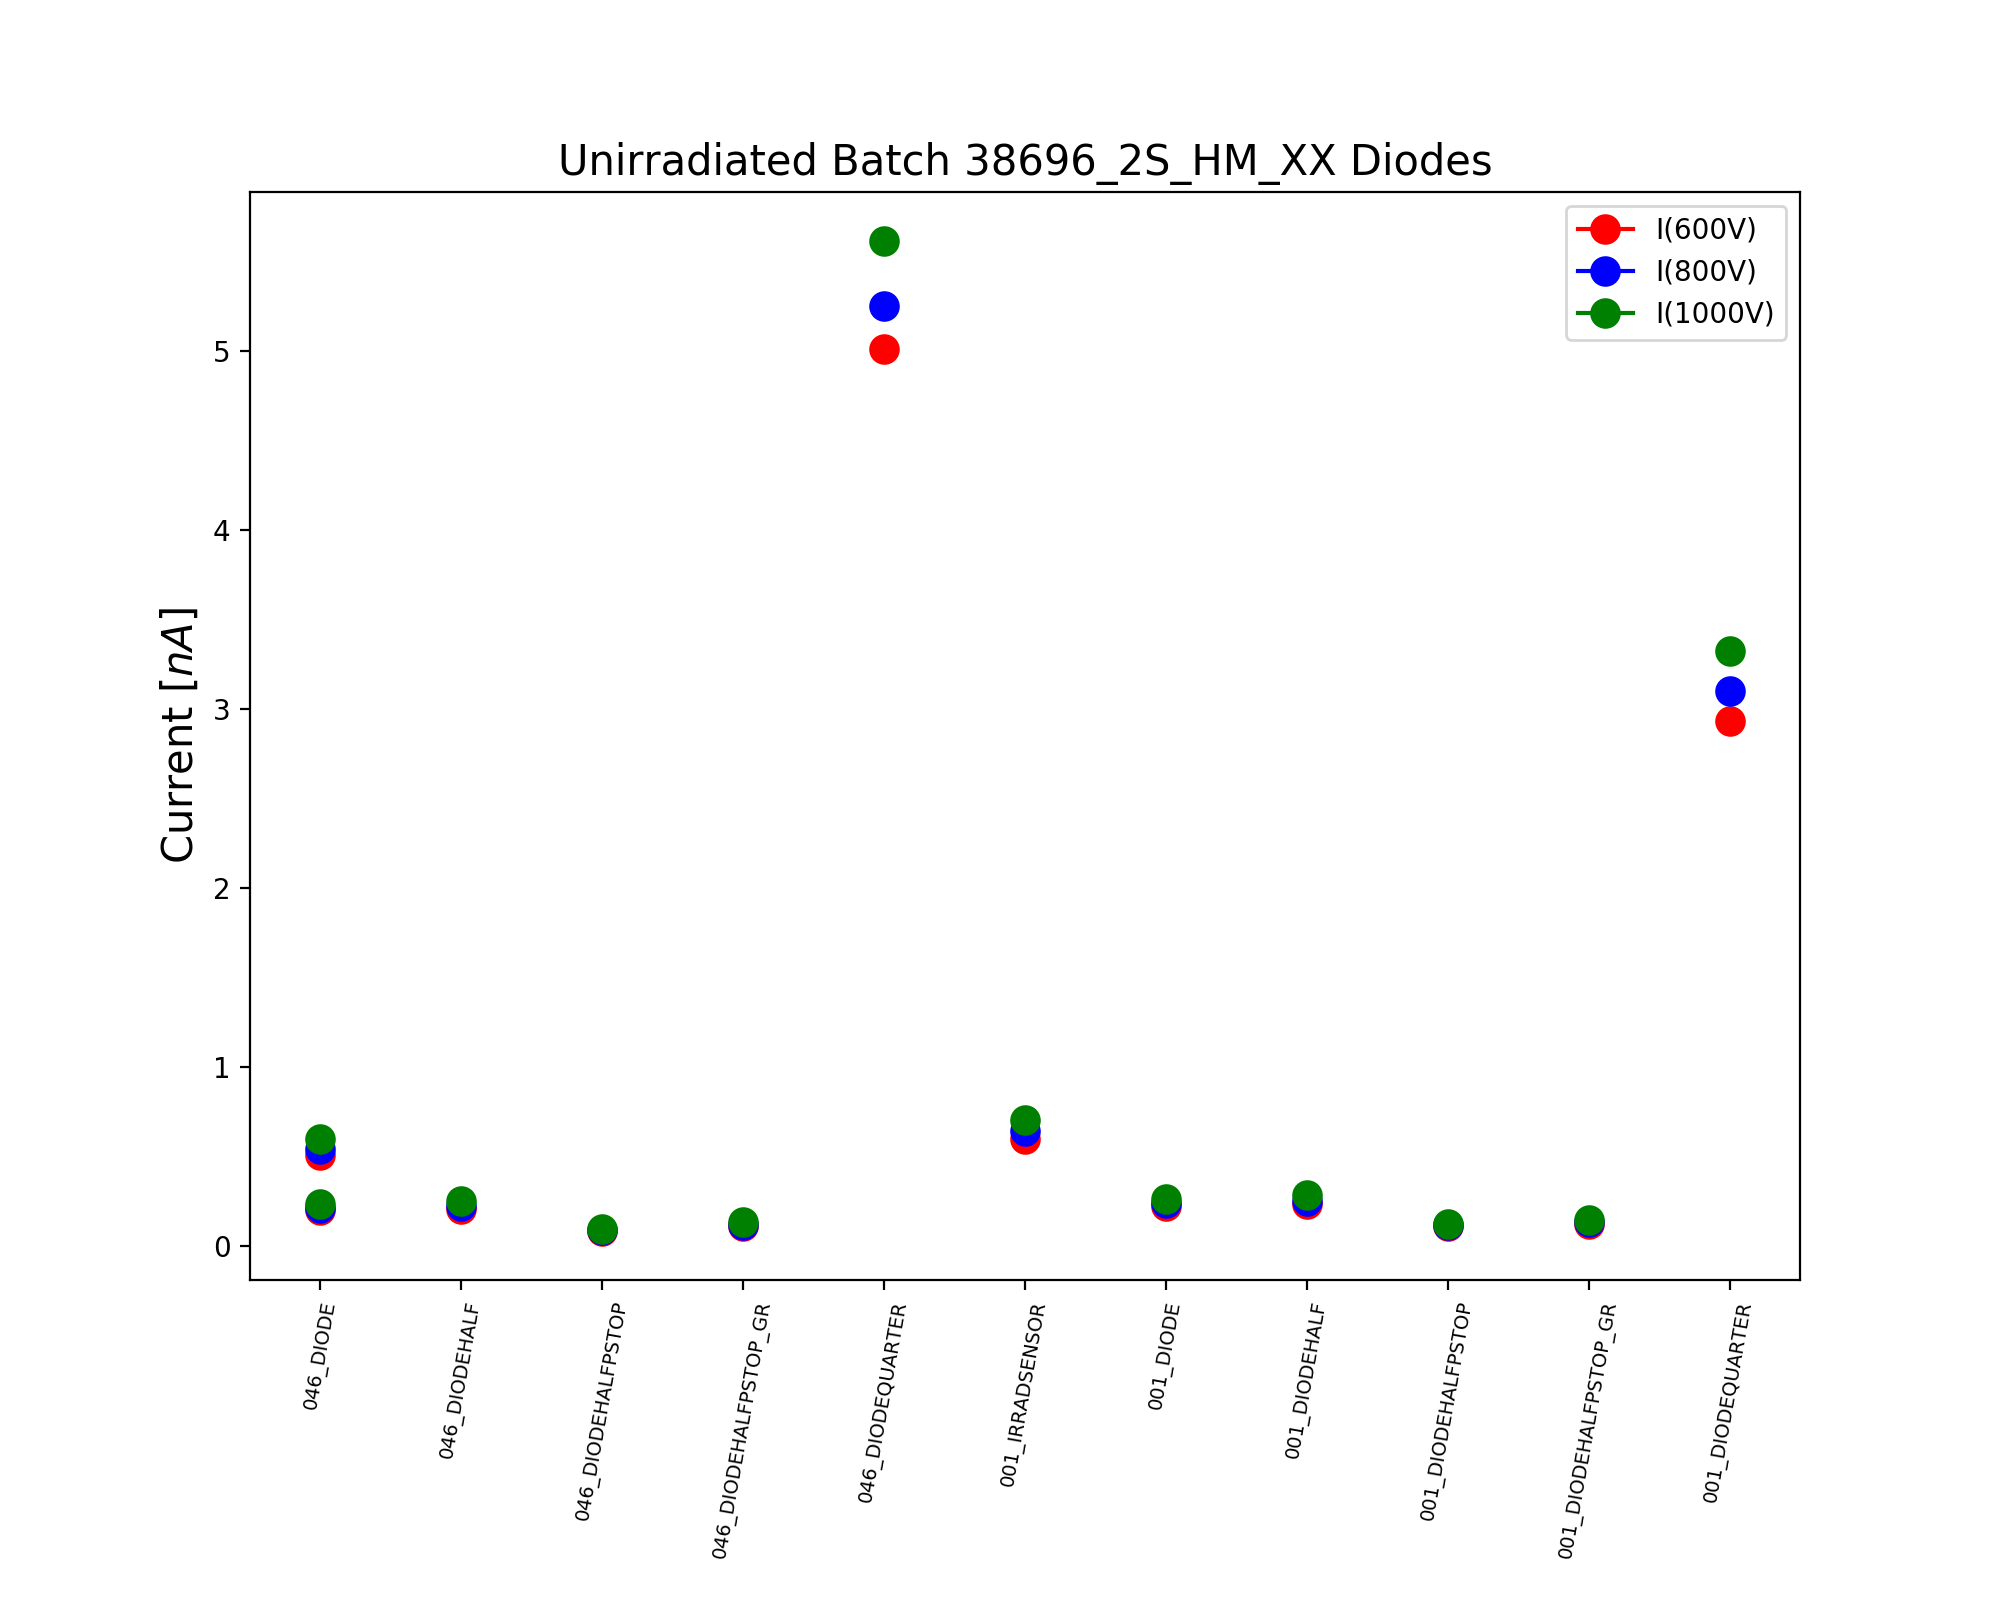 Unirradiated Batch 38696_2S_HM_XX Diodes
I(600V)
I(800V)
I(1000V)
Current [nA]
5
4
3
2
1
0
046_DIODE
046_DIODEHALF
046_DIODEHALFPSTOP
046_DIODEHALFPSTOP_GR
046_DIODEQUARTER
001_IRRADSENSOR
001_DIODE
001_DIODEHALF
001_DIODEHALFPSTOP
001_DIODEHALFPSTOP_GR
001_DIODEQUARTER